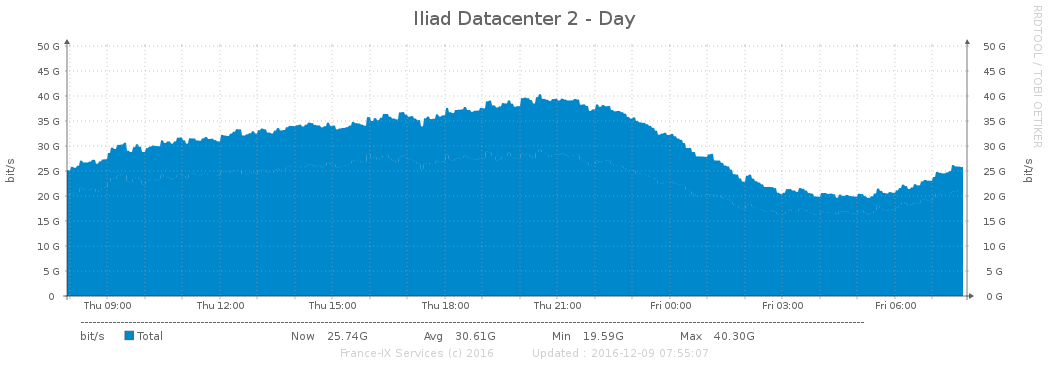 Iliad Datacenter 2 - Day
RRDTOOL / TOBI OETIKER
50 G 50 G
45 G 45 G
40 G 40 G
35 G 35 G
30 G 30 G
25 G 25 G
20 G 20 G
15 G 15 G
10 G 10 G
5 G 5 G
0 0 G
bit/s bit/s
Thu 09:00 Thu 12:00 Thu 15:00 Thu 18:00 Thu 21:00 Fri 00:00 Fri 03:00 Fri 06:00
bit/s Total Now 25.74G Avg 30.61G Min 19.59G Max 40.30G
France-IX Services (c) 2016 Updated : 2016-12-09 07:55:07